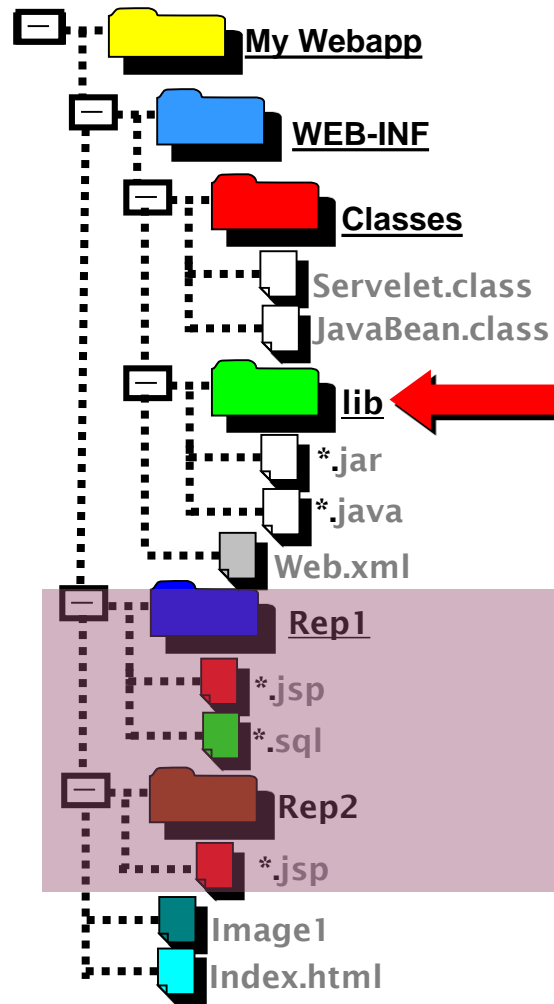 My Webapp
WEB-INF
Classes
Servelet.class
JavaBean.class
lib
*.jar
*.java
Web.xml
Rep1
*.jsp
*.sql
Rep2
*.jsp
Image1
Index.html